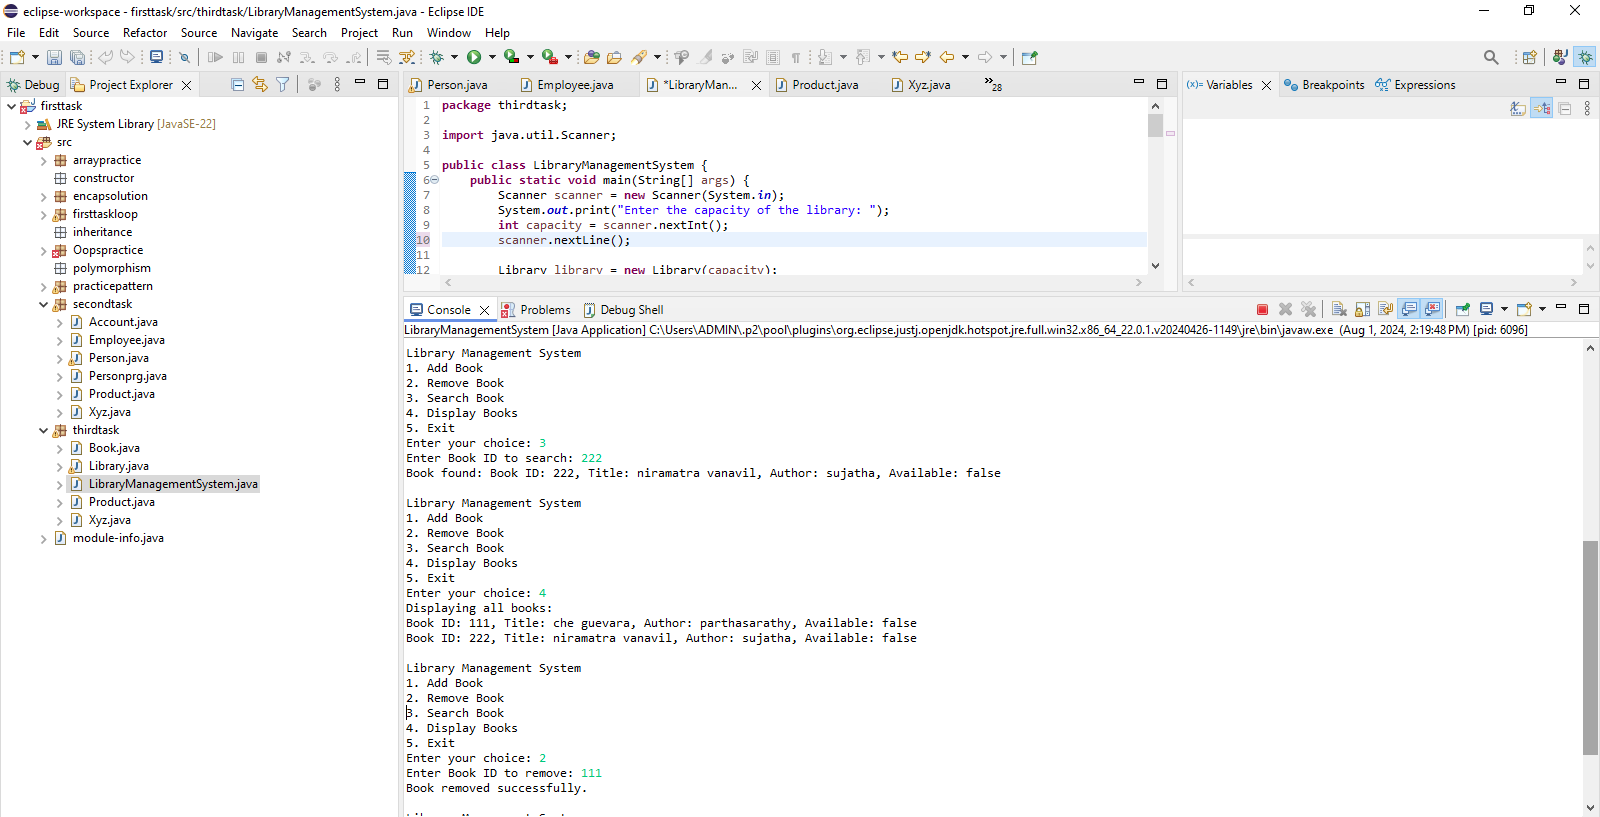 eclipse-workspace - firsttask/src/thirdtask/LibraryManagementSystem.java - Eclipse IDE
File Edit Source Refactor Source Navigate Search Project Run Window Help
Debug Project Explorer
firsttask
JRE System Library [JavaSE-22]
src
arraypractice
constructor
encapsolution
firsttaskloop
inheritance
Oopspractice
polymorphism
practicepattern
secondtask
Account.java
Employee.java
Person.java
Personprg.java
Product.java
Xyz.java
thirdtask
Book.java
Library.java
LibraryManagementSystem.java
Product.java
Xyz.java
module-info.java
Person.java Employee.java *LibraryMan... Product.java Xyz.java »28
1 package thirdtask;
2
3 import java.util.Scanner;
4
5 public class LibraryManagementSystem {
6 public static void main(String[] args) {
7 Scanner scanner = new Scanner(System.in);
8 System.out.print("Enter the capacity of the library: ");
9 int capacity = scanner.nextInt();
10 scanner.nextLine();
11
12 Library library = new Library(capacity);
(x)= Variables Breakpoints Expressions
Console Problems Debug Shell
LibraryManagementSystem [Java Application] C:\Users\ADMIN\.p2\pool\plugins\org.eclipse.justj.openjdk.hotspot.jre.full.win32.x86_64_22.0.1.v20240426-1149\jre\bin\javaw.exe (Aug 1, 2024, 2:19:48 PM) [pid: 6096]
Library Management System
1. Add Book
2. Remove Book
3. Search Book
4. Display Books
5. Exit
Enter your choice: 3
Enter Book ID to search: 222
Book found: Book ID: 222, Title: niramatra vanavil, Author: sujatha, Available: false
Library Management System
1. Add Book
2. Remove Book
3. Search Book
4. Display Books
5. Exit
Enter your choice: 4
Displaying all books:
Book ID: 111, Title: che guevara, Author: parthasarathy, Available: false
Book ID: 222, Title: niramatra vanavil, Author: sujatha, Available: false
Library Management System
1. Add Book
2. Remove Book
3. Search Book
4. Display Books
5. Exit
Enter your choice: 2
Enter Book ID to remove: 111
Book removed successfully.